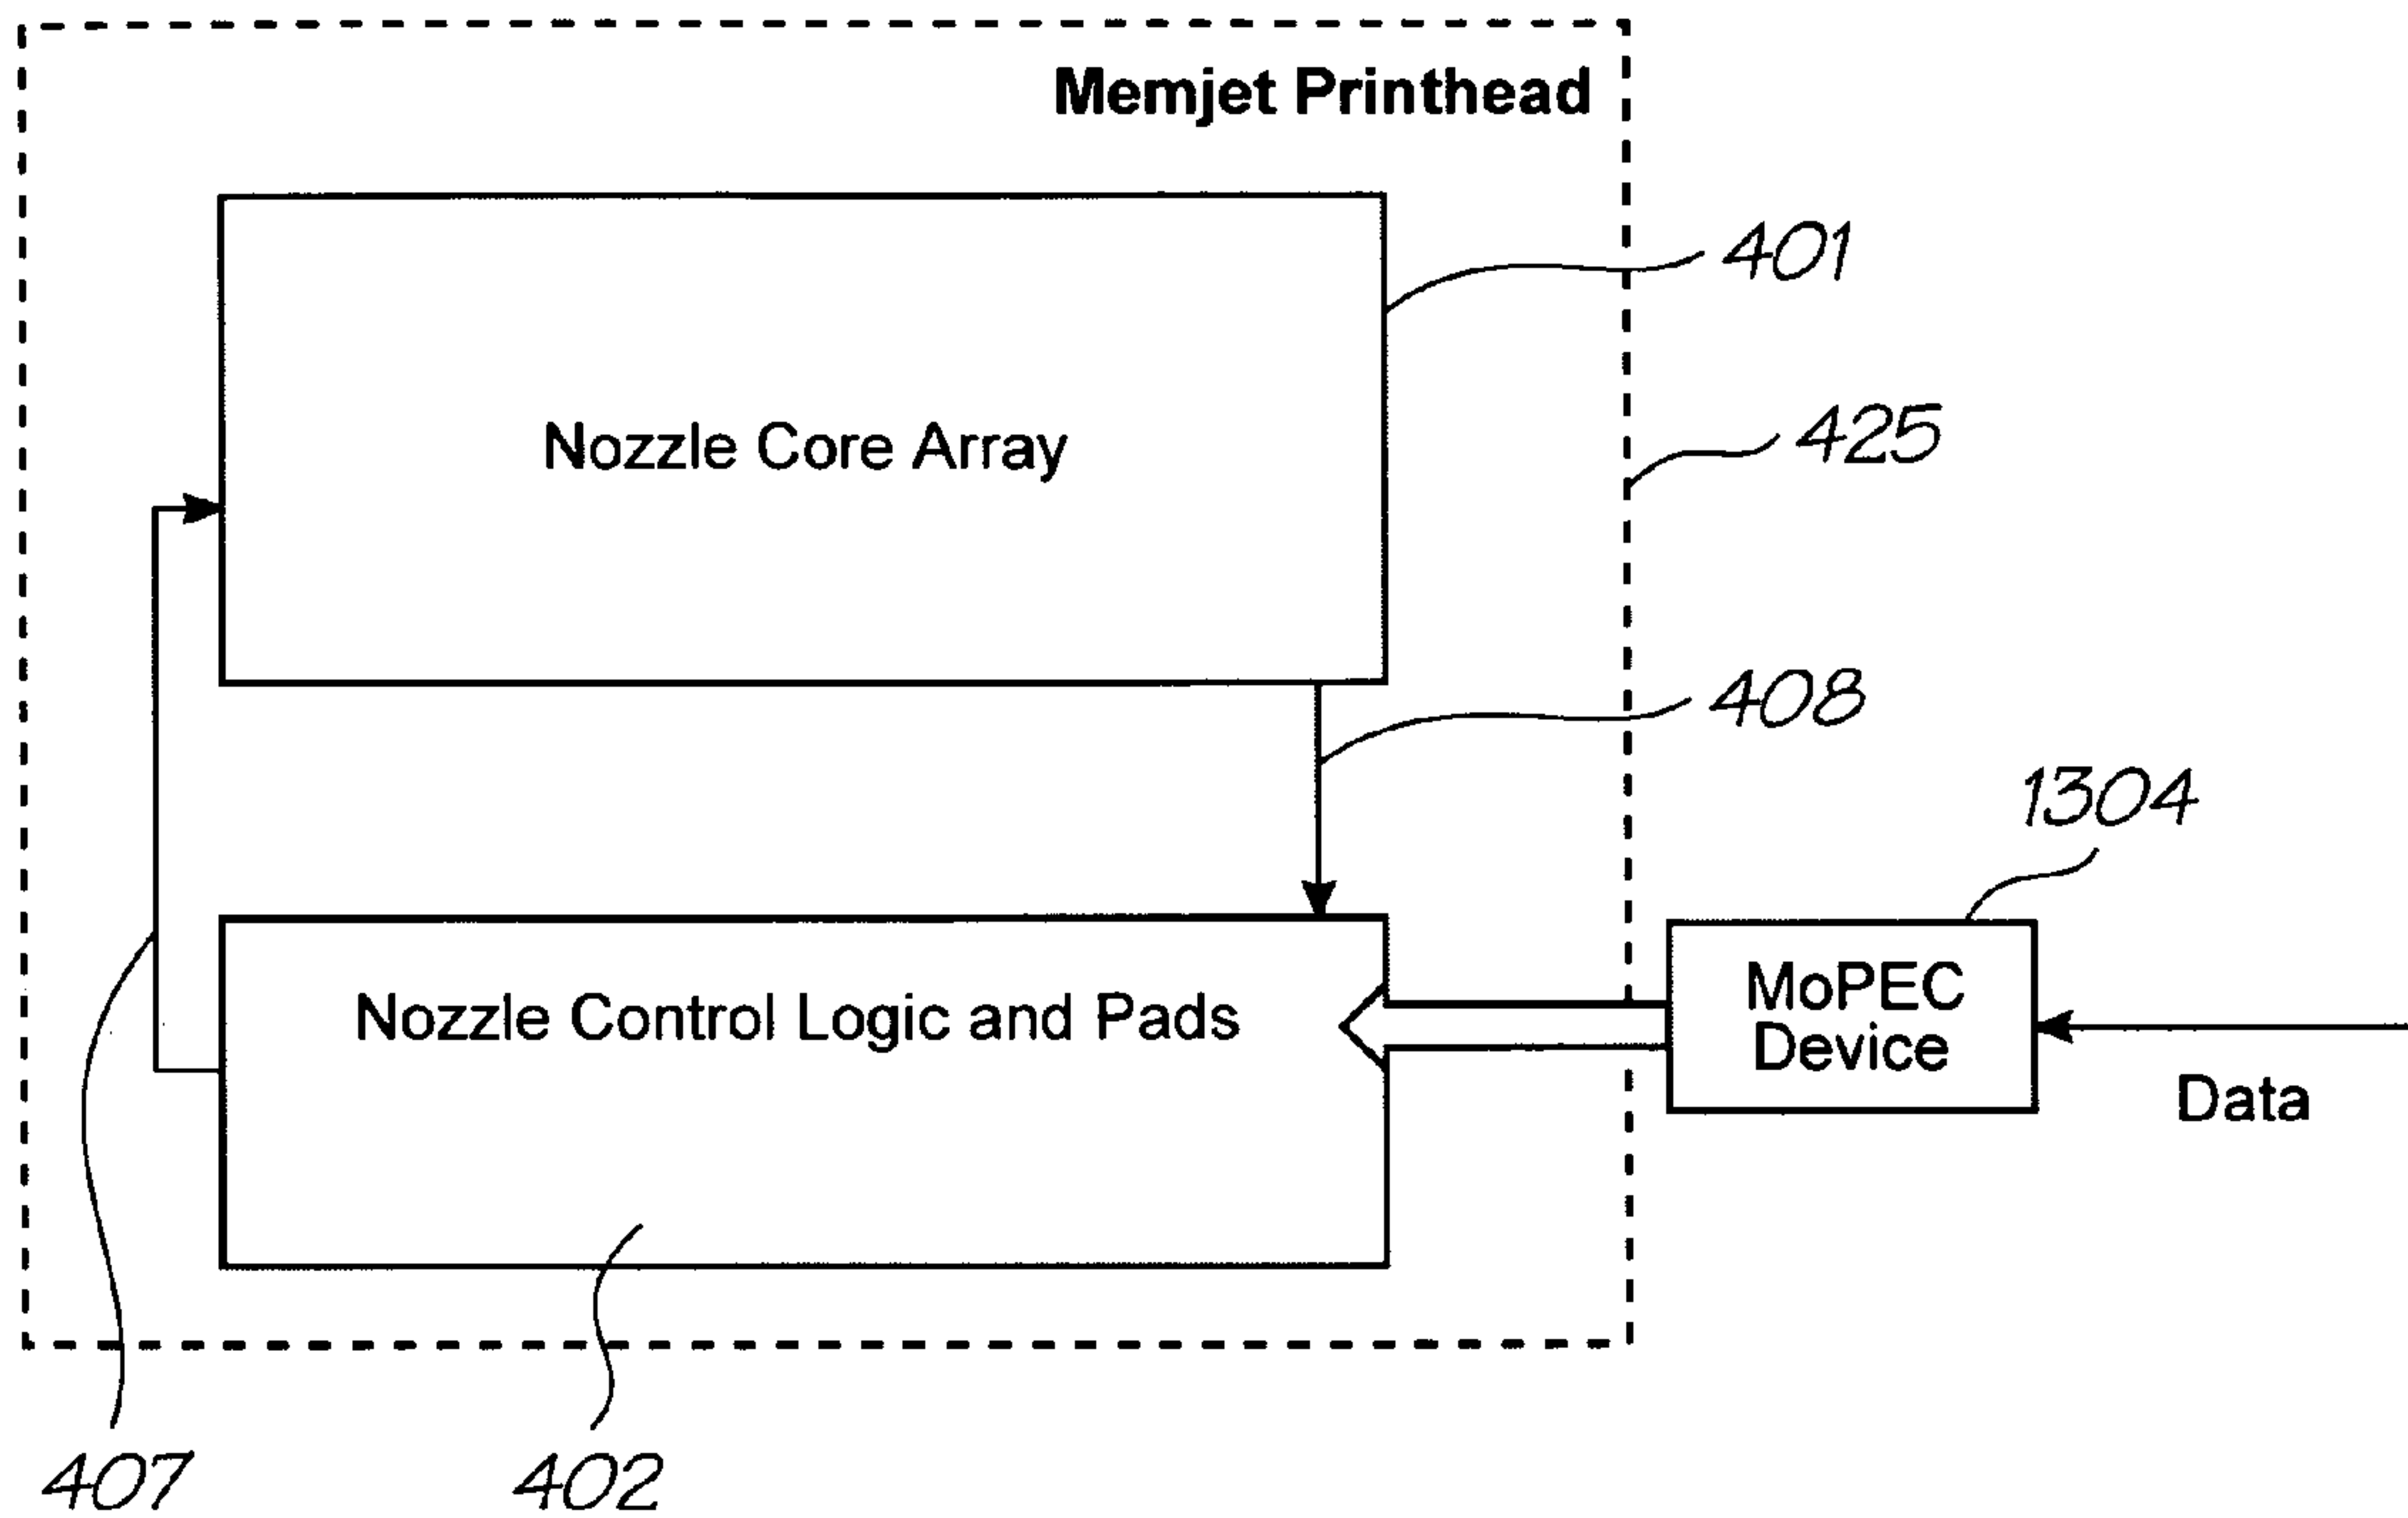 Memjet Printhead
401
Nozzle Core Array
425
408
1304
MoPEC
Device
Nozzle Control Logic and Pads
Data
407
402